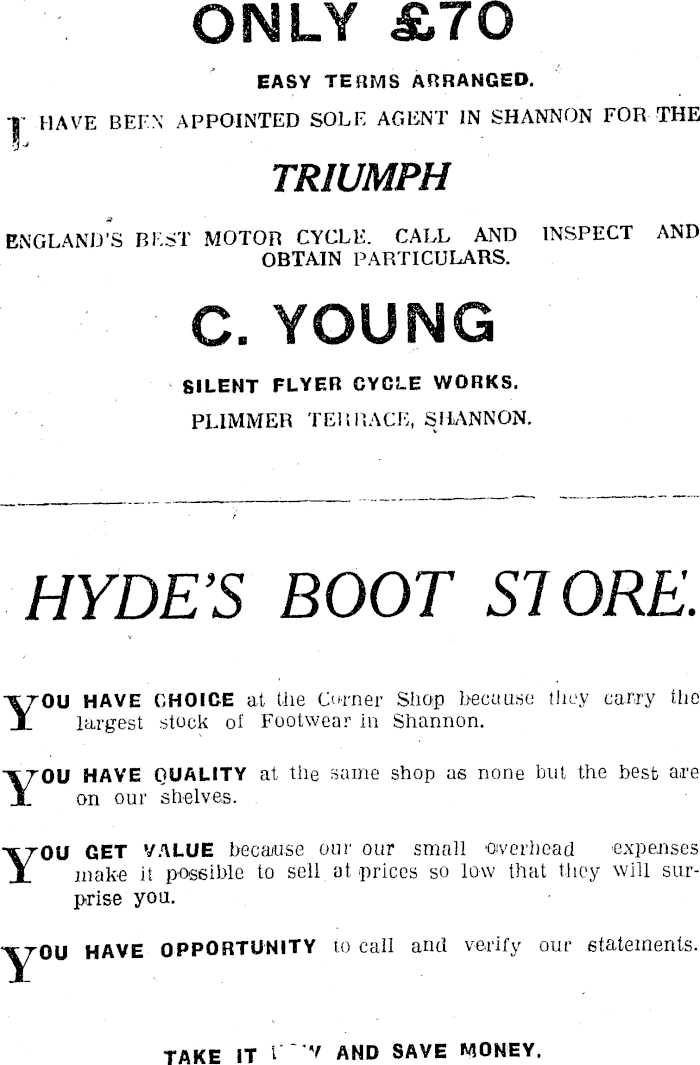 ONLY £70
EASY TERMS ARRANGED.
I HAVE BEEN APPOINTED SOLE AGENT IN SHANNON FOR THE
TRIUMPH
ENGLAND'S BEST MOTOR CYCLE. CALL AND INSPECT AND
OBTAIN PARTICULARS.
C. YOUNG
SILENT FLYER CYCLE WORKS.
PLIMMER TERRACE, SHANNON.
HYDE'S BOOT STORE.
YOU HAVE CHOICE at the Corner Shop because they carry the
largest stock of Footwear in Shannon.
YOU HAVE QUALITY at the same shop as none but the best are
on our shelves.
YOU GET VALUE because our our small overhead expenses
make it possible to sell at prices so low that they will sur-
prise you.
YOU HAVE OPPORTUNITY to call and verify our statements.
TAKE IT AND SAVE MONEY.